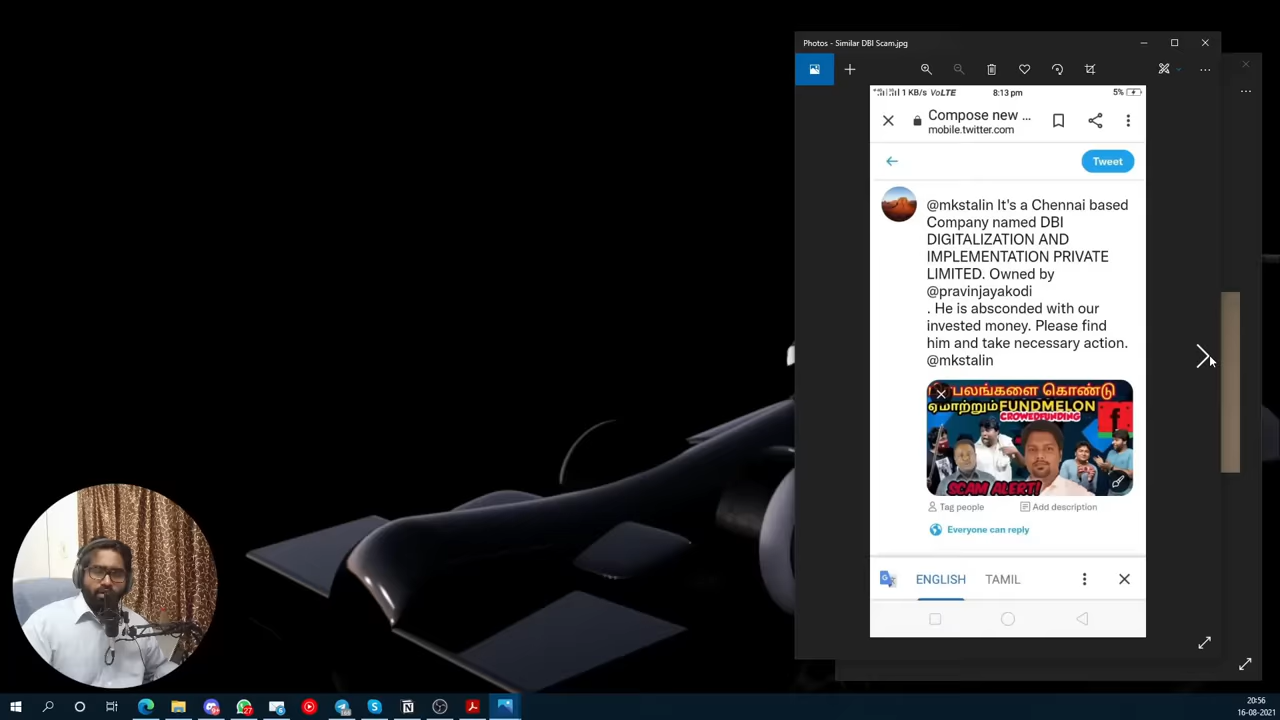 Photos - Similar DBI Scam.jpg
1 KB/s VoLTE
8:13 pm
5%
Compose new ...
mobile.twitter.com
Tweet
@mkstalin It's a Chennai based
Company named DBI
DIGITALIZATION AND
IMPLEMENTATION PRIVATE
LIMITED. Owned by
@pravinjayakodi
. He is absconded with our
invested money. Please find
him and take necessary action.
@mkstalin
கொண்டு
ஏமாற்றும் FUNDMELON
CROWDFUNDING
SCAM ALERT!
Tag people
Add description
Everyone can reply
ENGLISH
TAMIL
27
20:56
16-08-2021